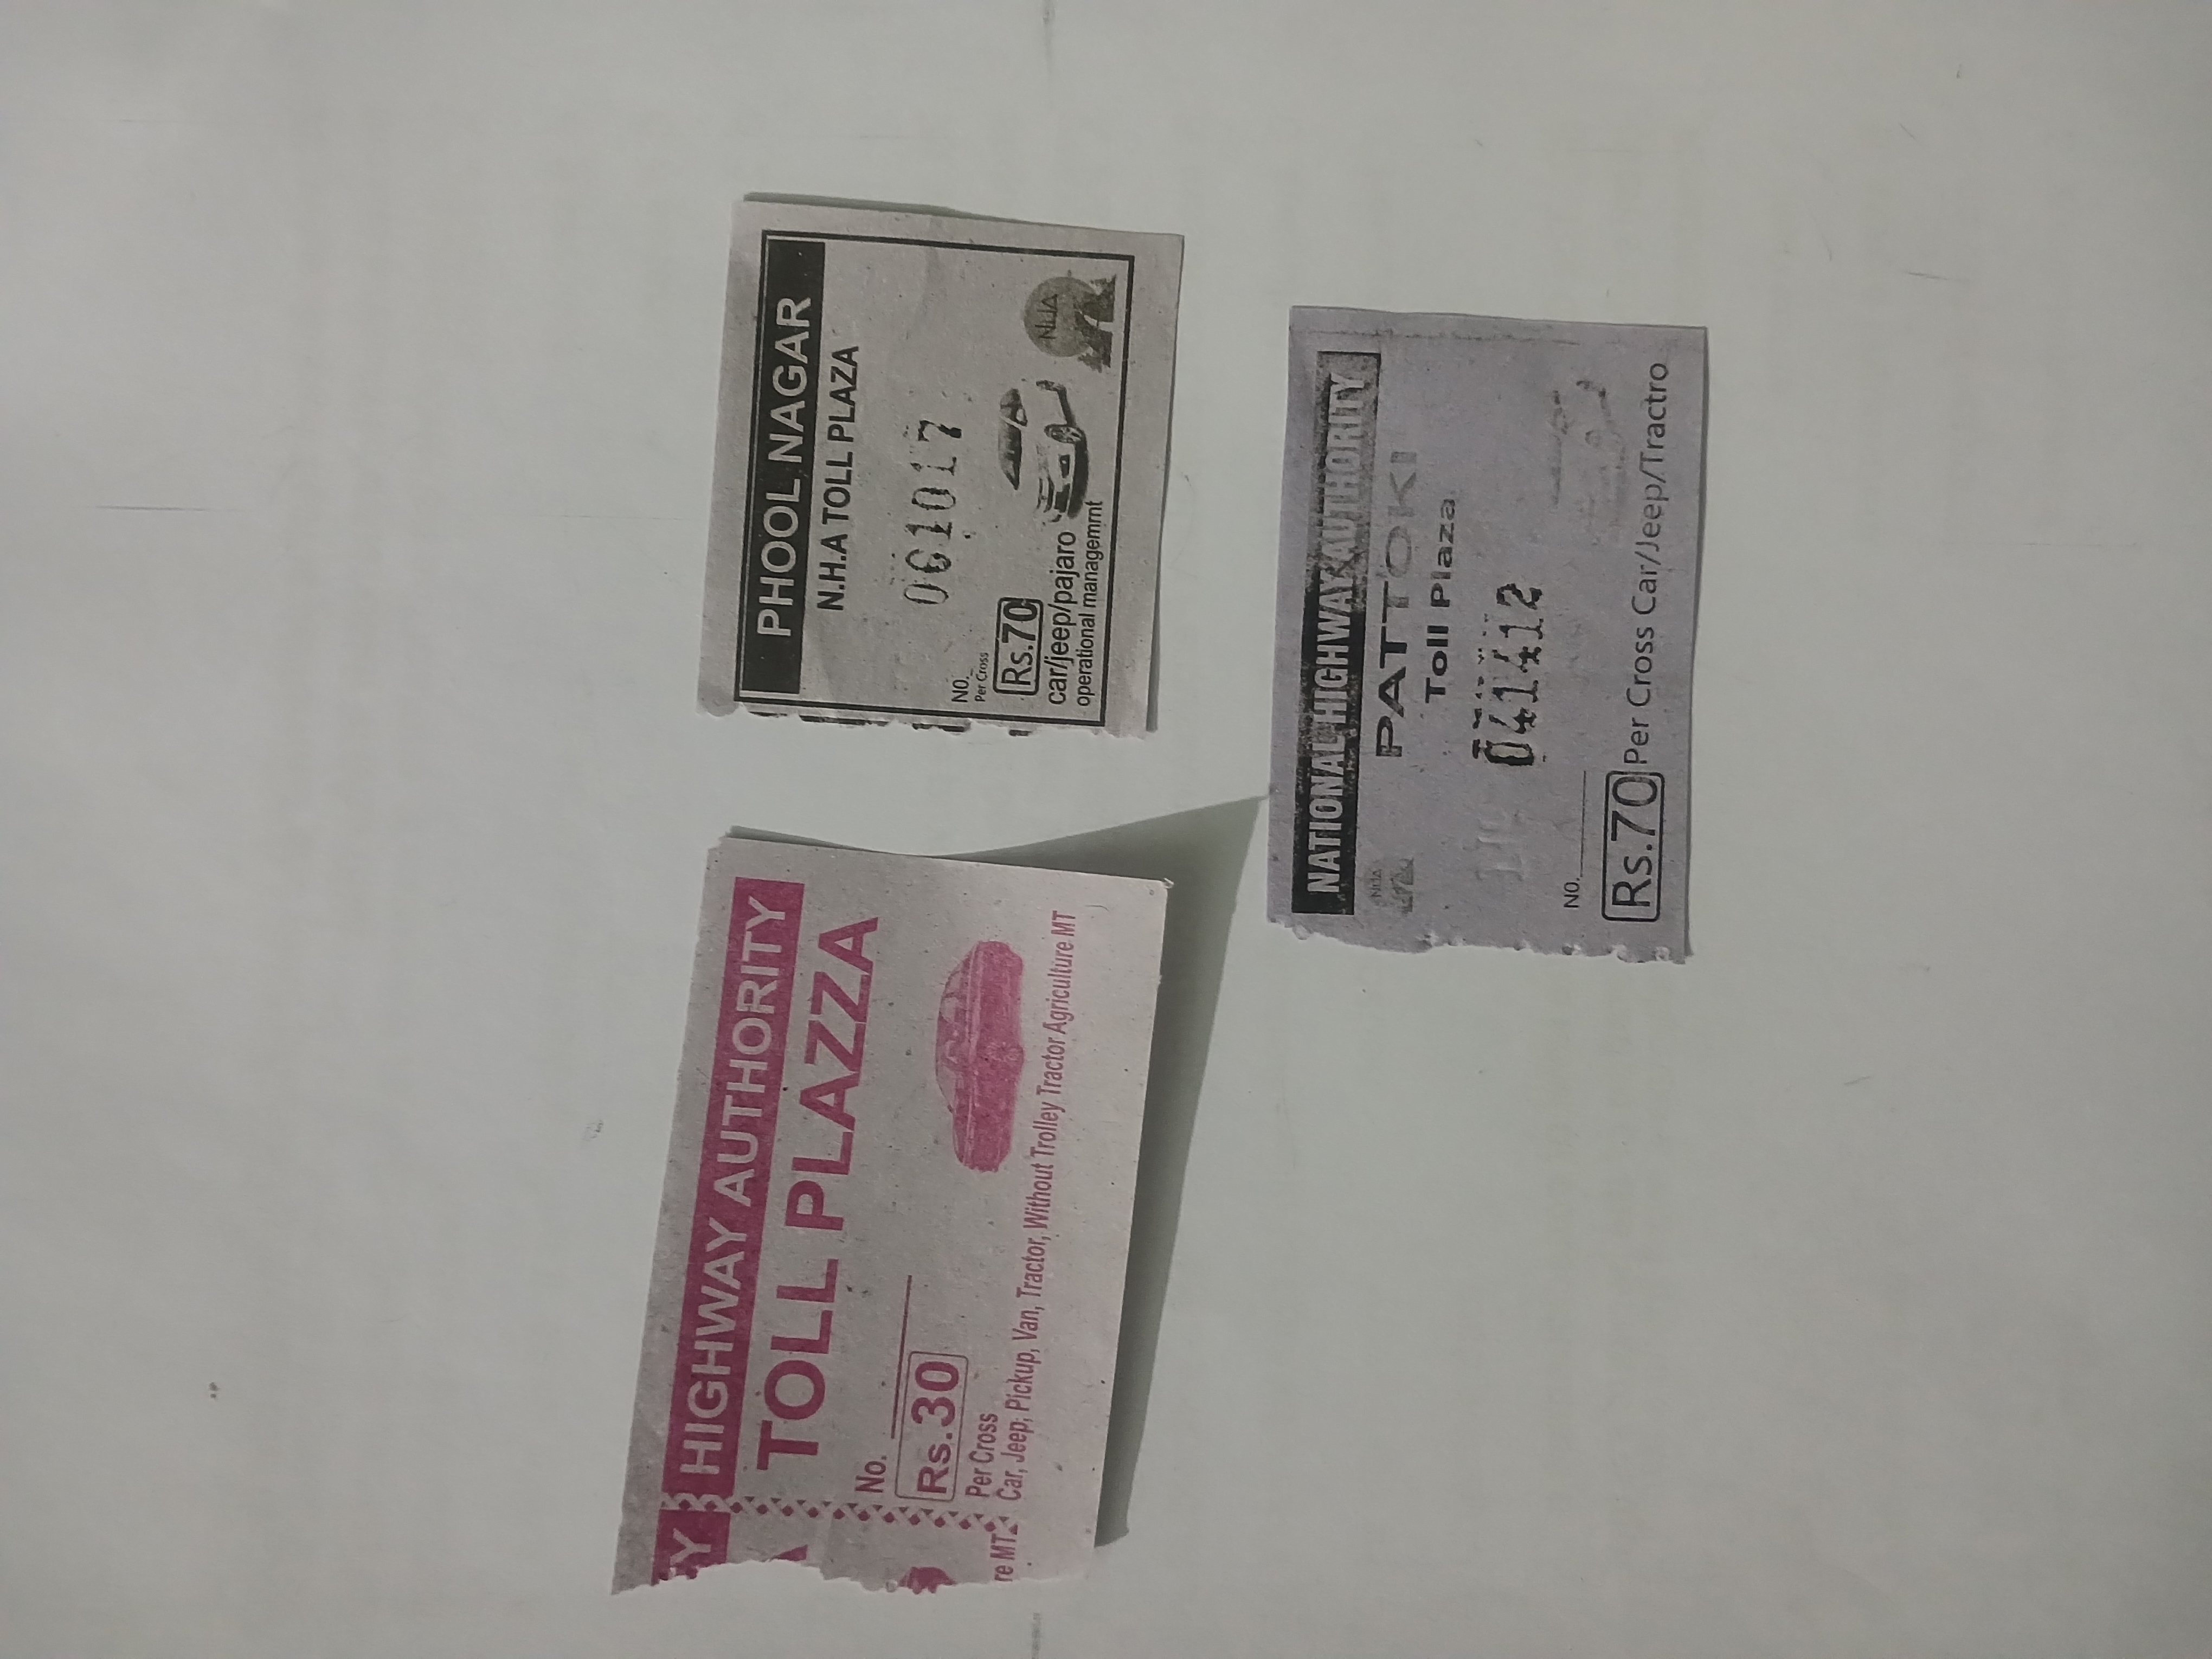 Y HIGHWAY AUTHORITY
TOLL PLAZZA
No.
Rs.30
Per Cross
re MT Car, Jeep, Pickup, Van, Tractor, Without Trolley Tractor Agriculture MT
PHOOL NAGAR
N.H.A TOLL PLAZA
061017
NO.
Per Cross
Rs.70
car/jeep/pajaro
operational managemrnt
NHA
NATIONAL HIGHWAY AUTHORITY
NHA
PATTOKI
Toll Plaza
041412
NO.
Rs.70 Per Cross Car/Jeep/Tractro